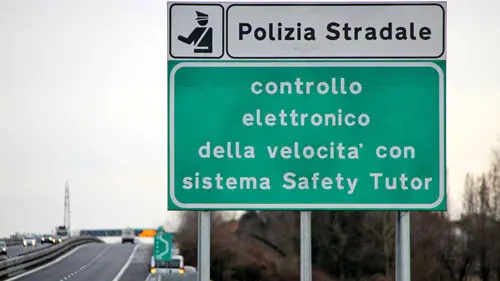 Polizia Stradale
controllo
elettronico
della velocita' con
sistema Safety Tutor